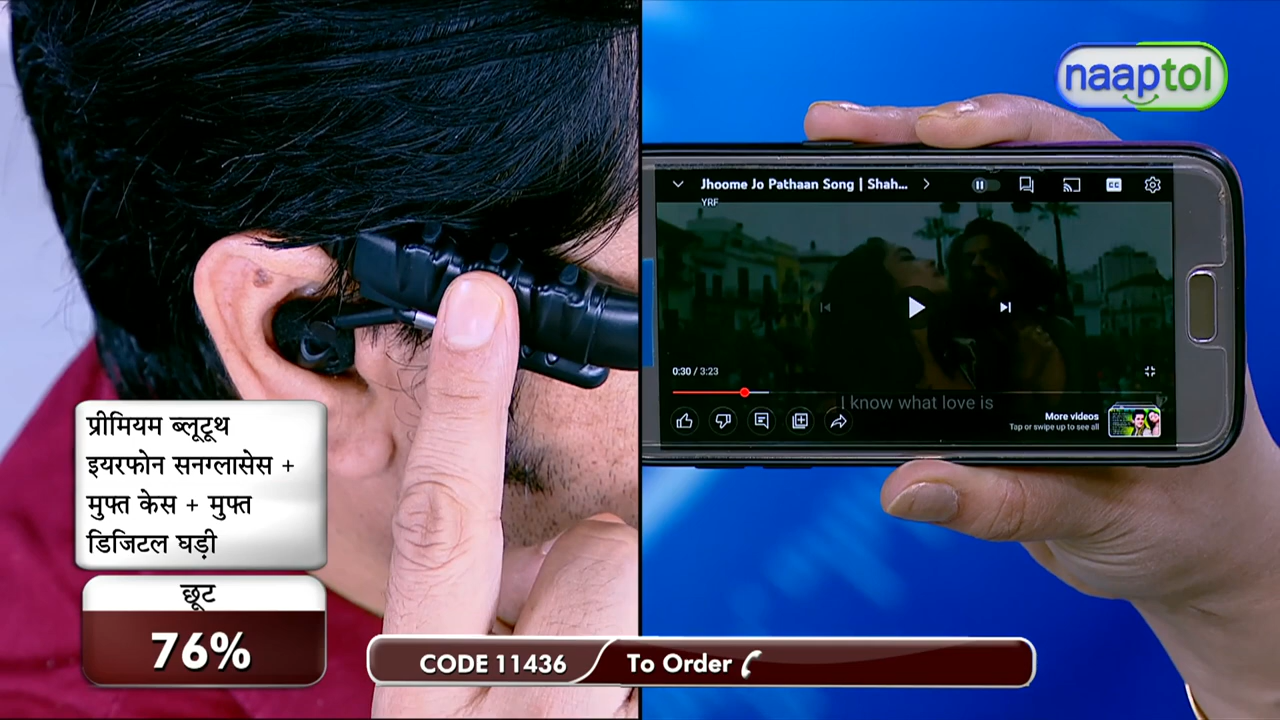 naaptol
Jhoome Jo Pathaan Song | Shah...
YRF
CC
0:30 / 3:23
I know what love is
More videos
Tap or swipe up to see all
प्रीमियम ब्लूटूथ
इयरफोन सनग्लासेस +
मुफ्त केस + मुफ्त
डिजिटल घड़ी
छूट
76%
CODE 11436
To Order